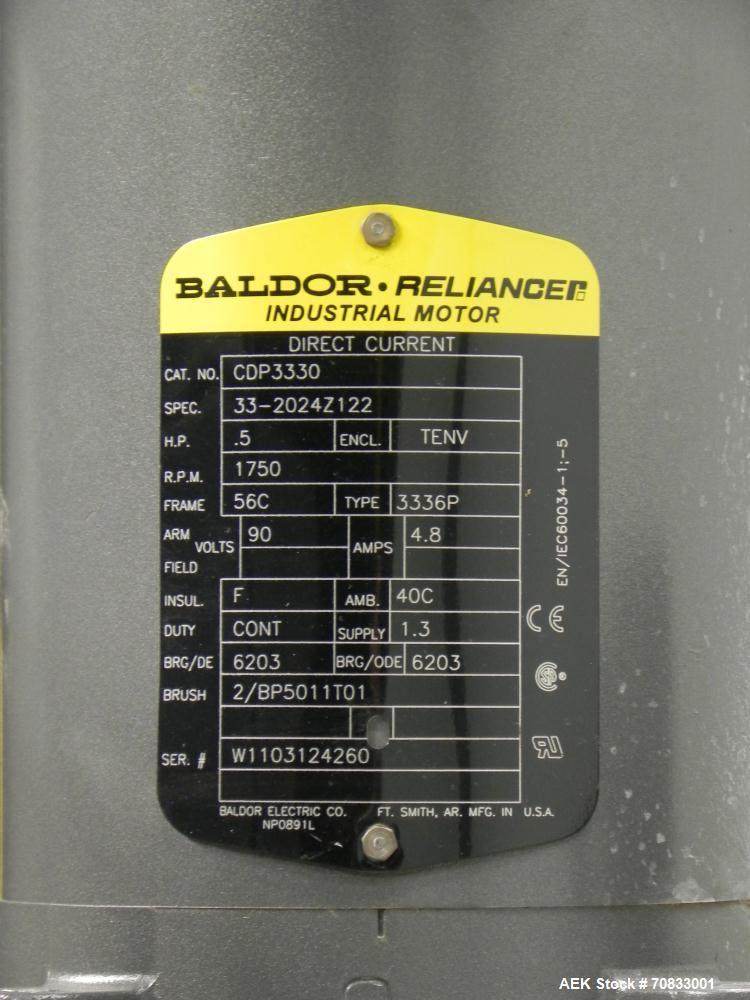 BALDOR • RELIANCE
INDUSTRIAL MOTOR
DIRECT CURRENT
CAT. NO. CDP3330
SPEC. 33-2024Z122
H.P. .5 ENCL. TENV
R.P.M. 1750
FRAME 56C TYPE 3336P
ARM VOLTS 90 AMPS 4.8
FIELD
INSUL. F AMB. 40C
DUTY CONT SUPPLY 1.3
BRG/DE 6203 BRG/ODE 6203
BRUSH 2/BP5011T01
SER. # W1103124260
BALDOR ELECTRIC CO. FT. SMITH, AR. MFG. IN U.S.A.
NP0891L
EN/IEC60034-1;-5
CE
SA®
RU
AEK Stock # 70833001